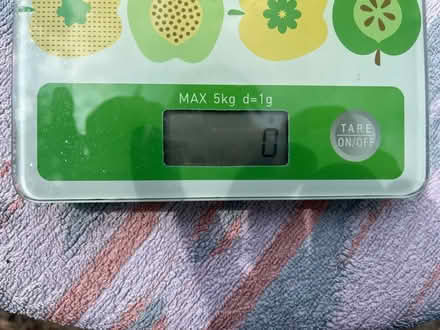 MAX 5kg d=1g
0
TARE
ON/OFF